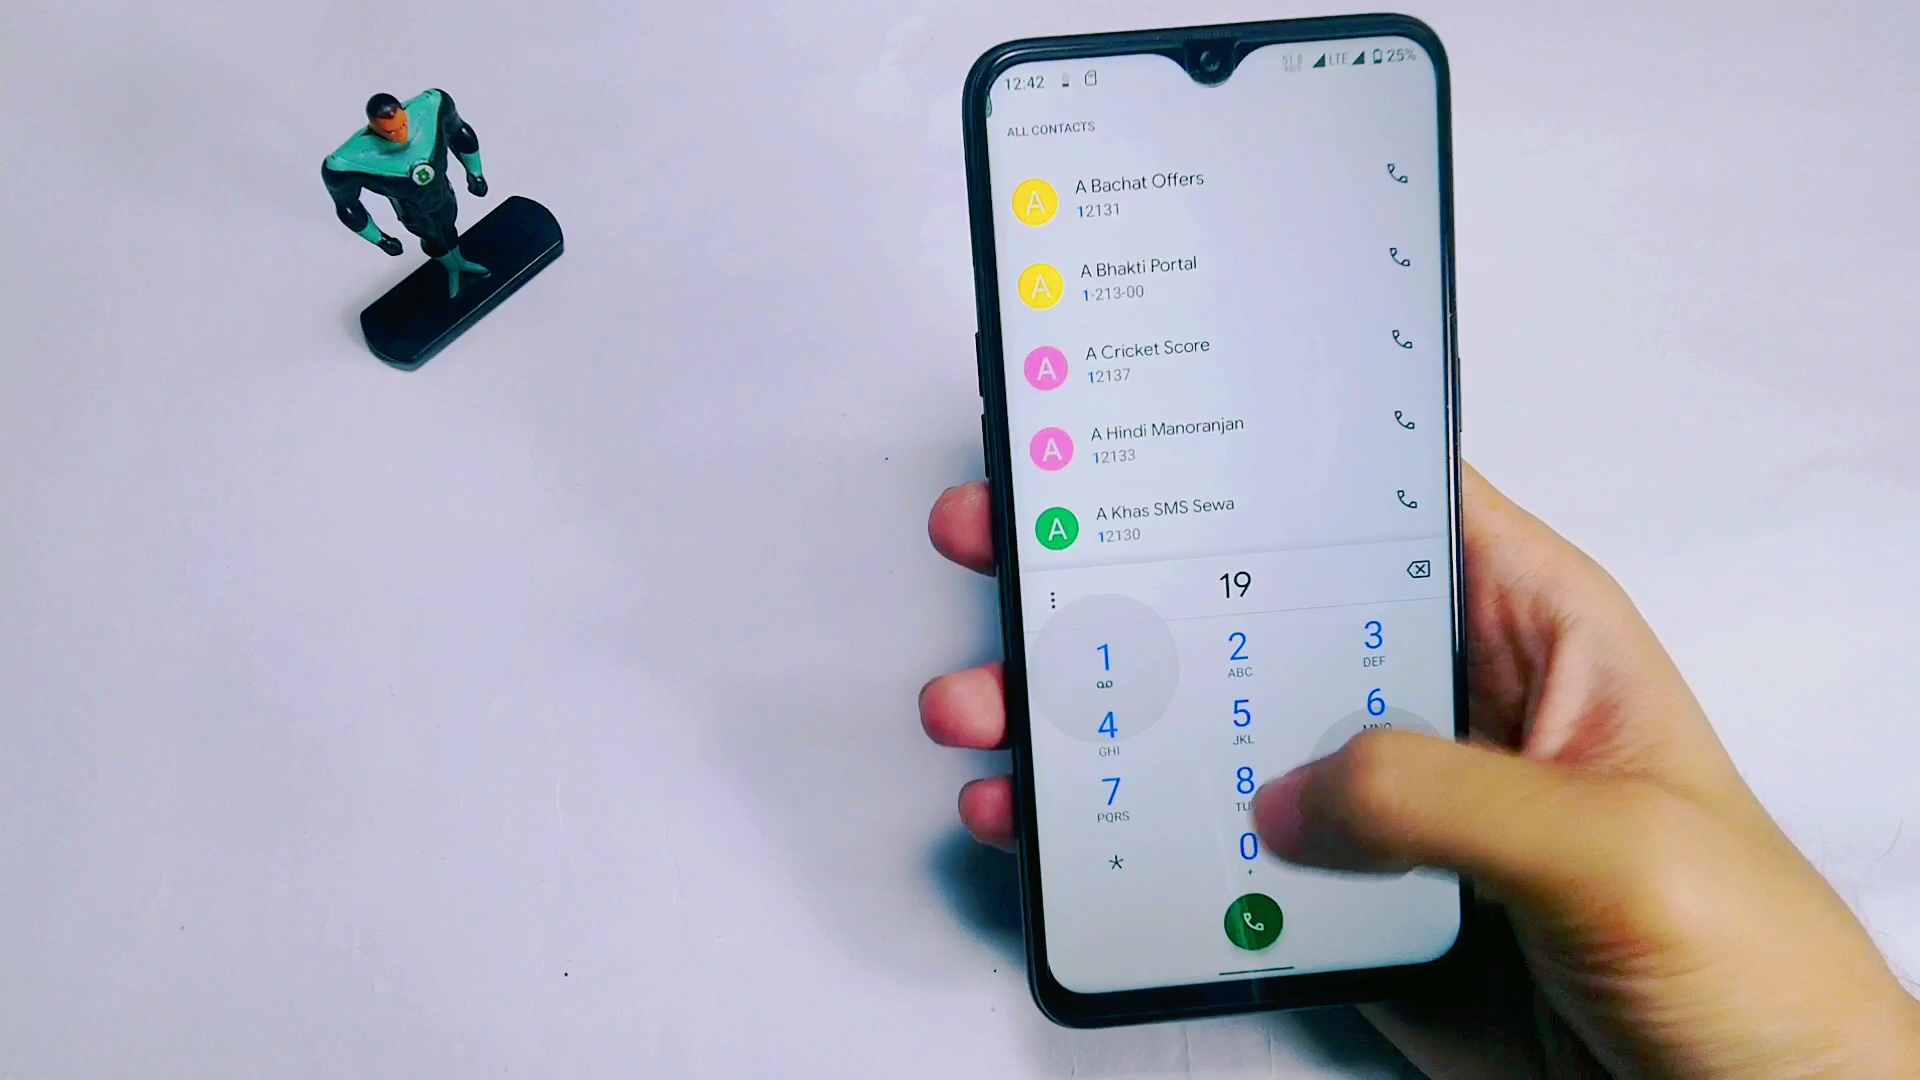 12:42
LTE 25%
ALL CONTACTS
A
A Bachat Offers
12131
A
A Bhakti Portal
1-213-00
A
A Cricket Score
12137
A
A Hindi Manoranjan
12133
A
A Khas SMS Sewa
12130
19
1 2 3
ABC DEF
4 5 6
GHI JKL MNO
7 8
PQRS
* 0
+